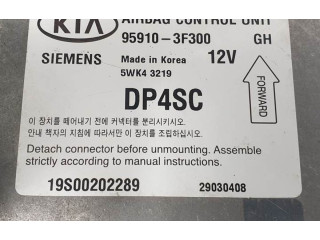 KIA AIRBAG CONTROL UNIT
95910-3F300 GH
SIEMENS Made in Korea 12V
5WK4 3219
FORWARD
DP4SC
이 장치를 떼어내기 전에 커넥터를 분리시키시오.
안내 책자의 지침에 따라서만 이 장치를 조립하십시오.
Detach connector before unmounting. Assemble
strictly according to manual instructions.
19S00202289 29030408